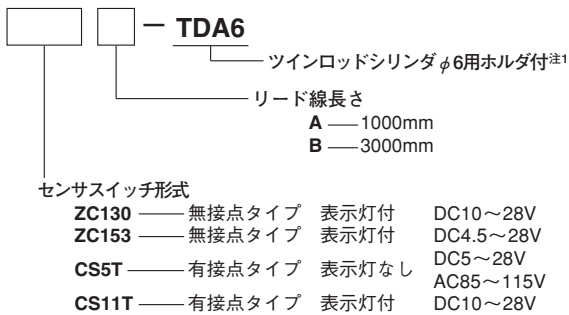 − TDA6
ツインロッドシリンダφ6用ホルダ付注1
リード線長さ
A 1000mm
B 3000mm
センサスイッチ形式
ZC130 無接点タイプ 表示灯付 DC10〜28V
ZC153 無接点タイプ 表示灯付 DC4.5〜28V
CS5T 有接点タイプ 表示灯なし DC5〜28V
AC85〜115V
CS11T 有接点タイプ 表示灯付 DC10〜28V